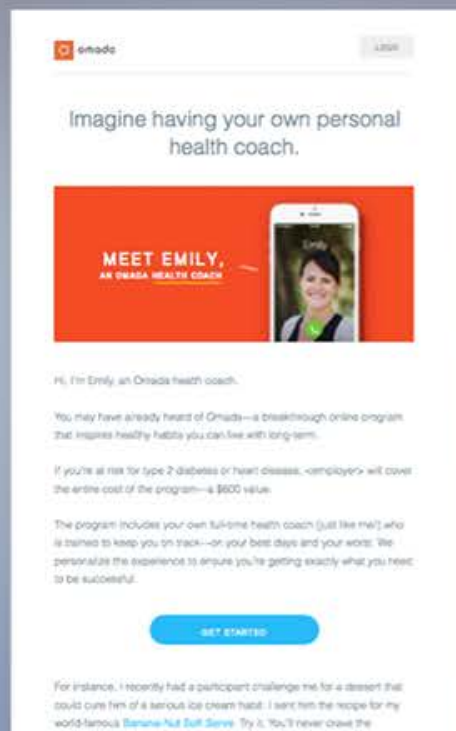 omada
LOGO
Imagine having your own personal
health coach.
Emily
MEET EMILY,
AN OMADA HEALTH COACH
Hi, I'm Emily, an Omada health coach.
You may have already heard of Omada—a breakthrough online program
that inspires healthy habits you can live with long-term.
If you're at risk for type 2 diabetes or heart disease, <employer> will cover
the entire cost of the program—a $600 value.
The program includes your own full-time health coach (just like me!) who
is trained to keep you on track—on your best days and your worst. We
personalize the experience to ensure you're getting exactly what you need
to be successful.
GET STARTED
For instance, I recently had a participant challenge me for a dessert that
could cure him of a serious ice cream habit. I sent him the recipe for my
world-famous Banana-Nut Soft Serve. Try it. You'll never crave the